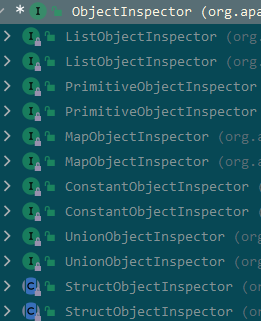 * I ObjectInspector (org.apa
I ListObjectInspector (org.
I ListObjectInspector (org.
I PrimitiveObjectInspector (
I PrimitiveObjectInspector (
I MapObjectInspector (org.a
I MapObjectInspector (org.a
I ConstantObjectInspector (
I ConstantObjectInspector (
I UnionObjectInspector (org
I UnionObjectInspector (org
C StructObjectInspector (or
C StructObjectInspector (or